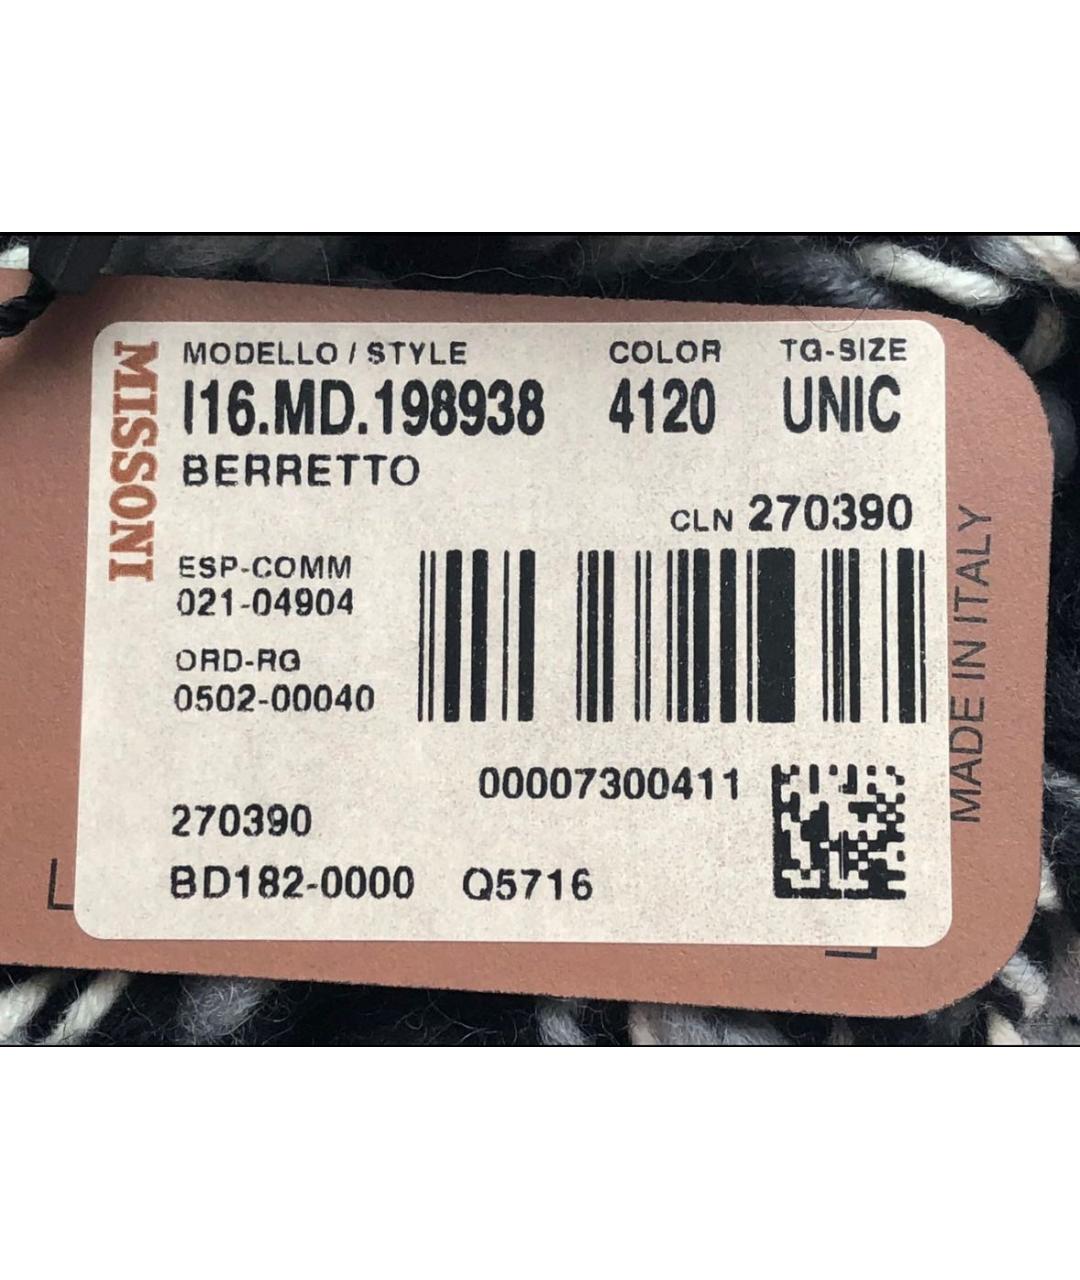 MISSONI
MODELLO / STYLE COLOR TG-SIZE
I16.MD.198938 4120 UNIC
BERRETTO
CLN 270390
ESP-COMM
021-04904
ORD-RG
0502-00040
00007300411
270390
BD182-0000 Q5716
MADE IN ITALY